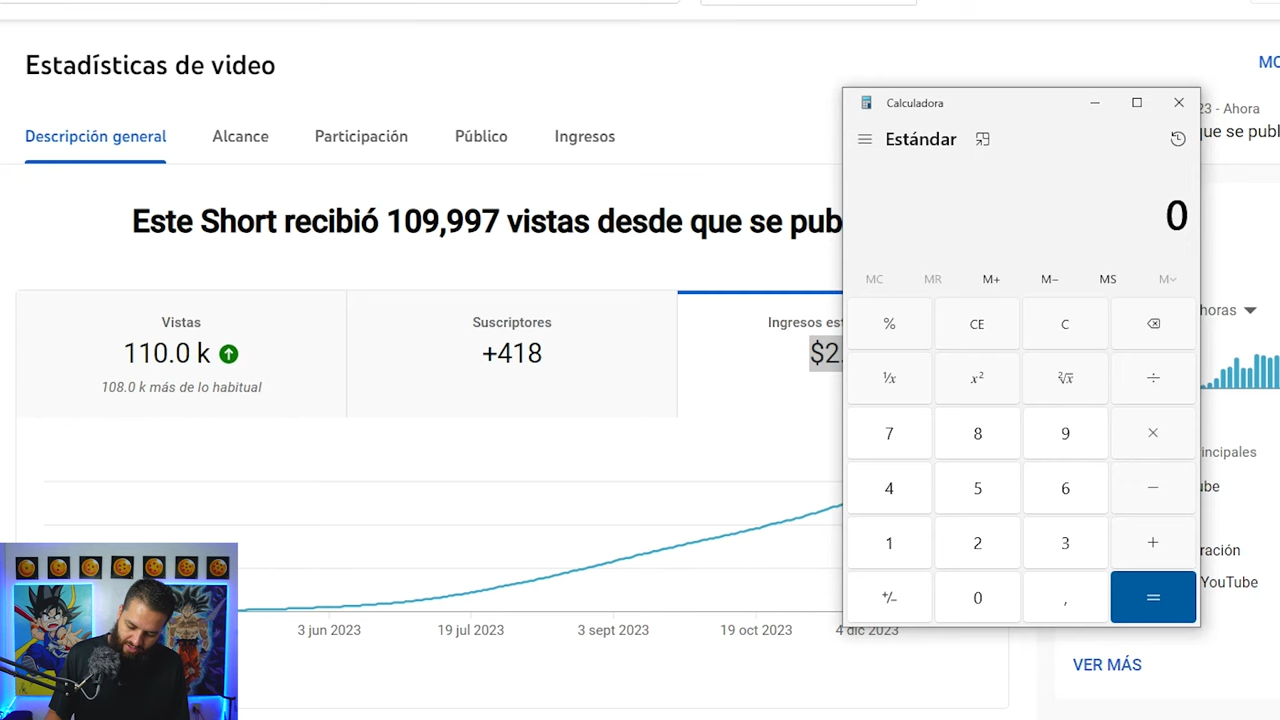 Estadísticas de video
MO
Descripción general
Alcance
Participación
Público
Ingresos
Este Short recibió 109,997 vistas desde que se pub
Vistas
110.0 k
108.0 k más de lo habitual
Suscriptores
+418
Ingresos est
$2.
3 jun 2023
19 jul 2023
3 sept 2023
19 oct 2023
4 dic 2023
Calculadora
Estándar
0
MC MR M+ M− MS M
% CE C
1/x x² ²√x ÷
7 8 9 ×
4 5 6 −
1 2 3 +
+/− 0 , =
23 - Ahora
que se publ
horas
incipales
ube
ración
YouTube
VER MÁS